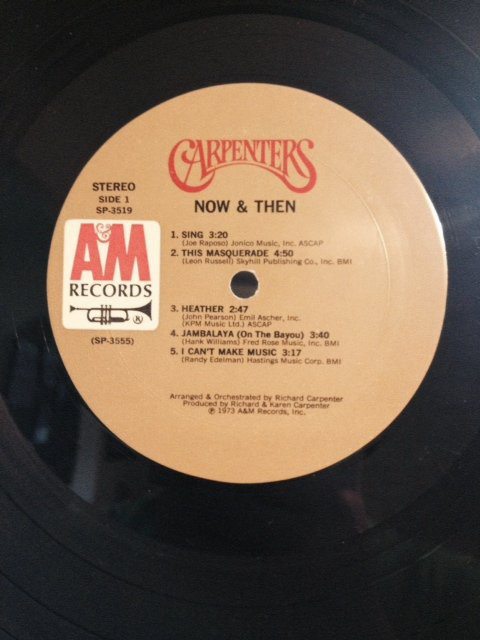 CARPENTERS
STEREO
SIDE 1
SP-3519
NOW & THEN
A&M
RECORDS
®
(SP-3555)
1. SING 3:20
(Joe Raposo) Jonico Music, Inc. ASCAP
2. THIS MASQUERADE 4:50
(Leon Russell) Skyhill Publishing Co., Inc. BMI
3. HEATHER 2:47
(John Pearson) Emil Ascher, Inc.
(KPM Music Ltd.) ASCAP
4. JAMBALAYA (On The Bayou) 3:40
(Hank Williams) Fred Rose Music, Inc. BMI
5. I CAN'T MAKE MUSIC 3:17
(Randy Edelman) Hastings Music Corp. BMI
Arranged & Orchestrated by Richard Carpenter
Produced by Richard & Karen Carpenter
℗ 1973 A&M Records, Inc.